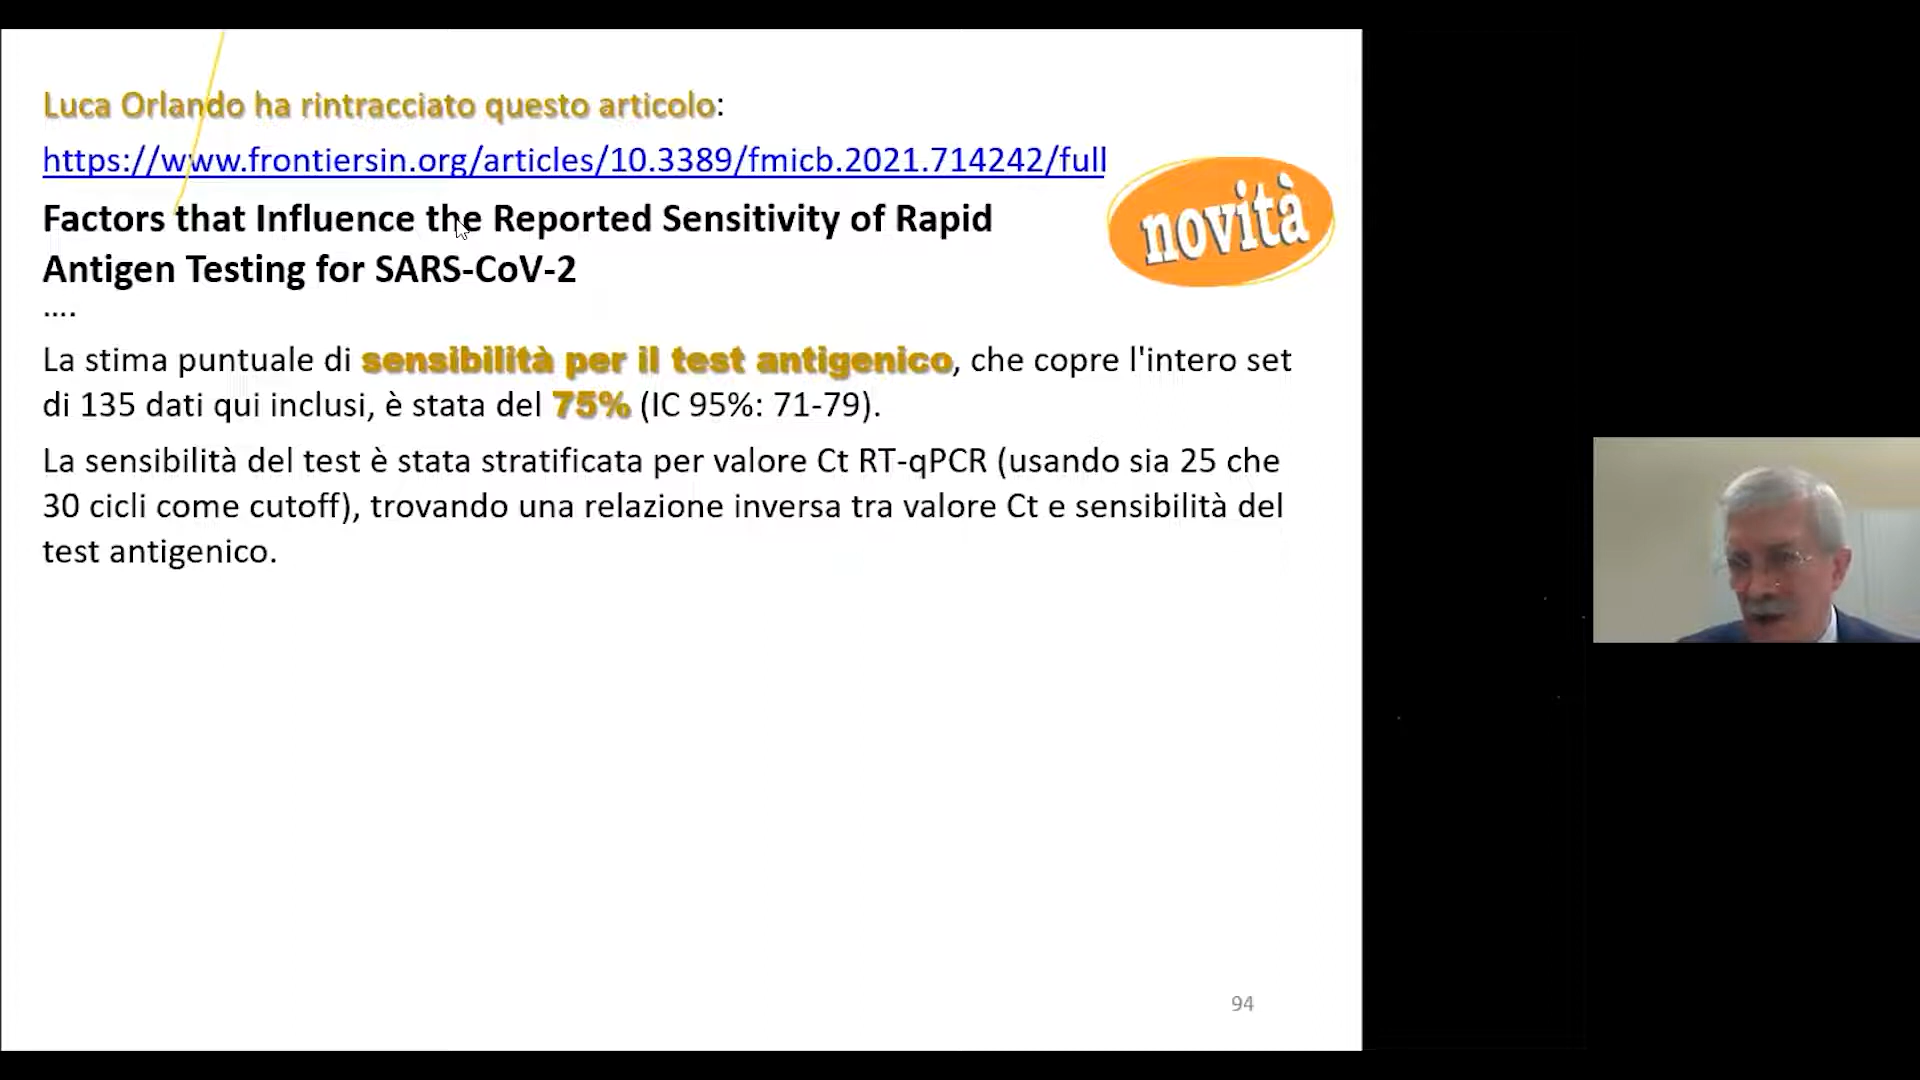 Luca Orlando ha rintracciato questo articolo:
https://www.frontiersin.org/articles/10.3389/fmicb.2021.714242/full
novità
Factors that Influence the Reported Sensitivity of Rapid
Antigen Testing for SARS-CoV-2
....
La stima puntuale di sensibilità per il test antigenico, che copre l'intero set
di 135 dati qui inclusi, è stata del 75% (IC 95%: 71-79).
La sensibilità del test è stata stratificata per valore Ct RT-qPCR (usando sia 25 che
30 cicli come cutoff), trovando una relazione inversa tra valore Ct e sensibilità del
test antigenico.
94